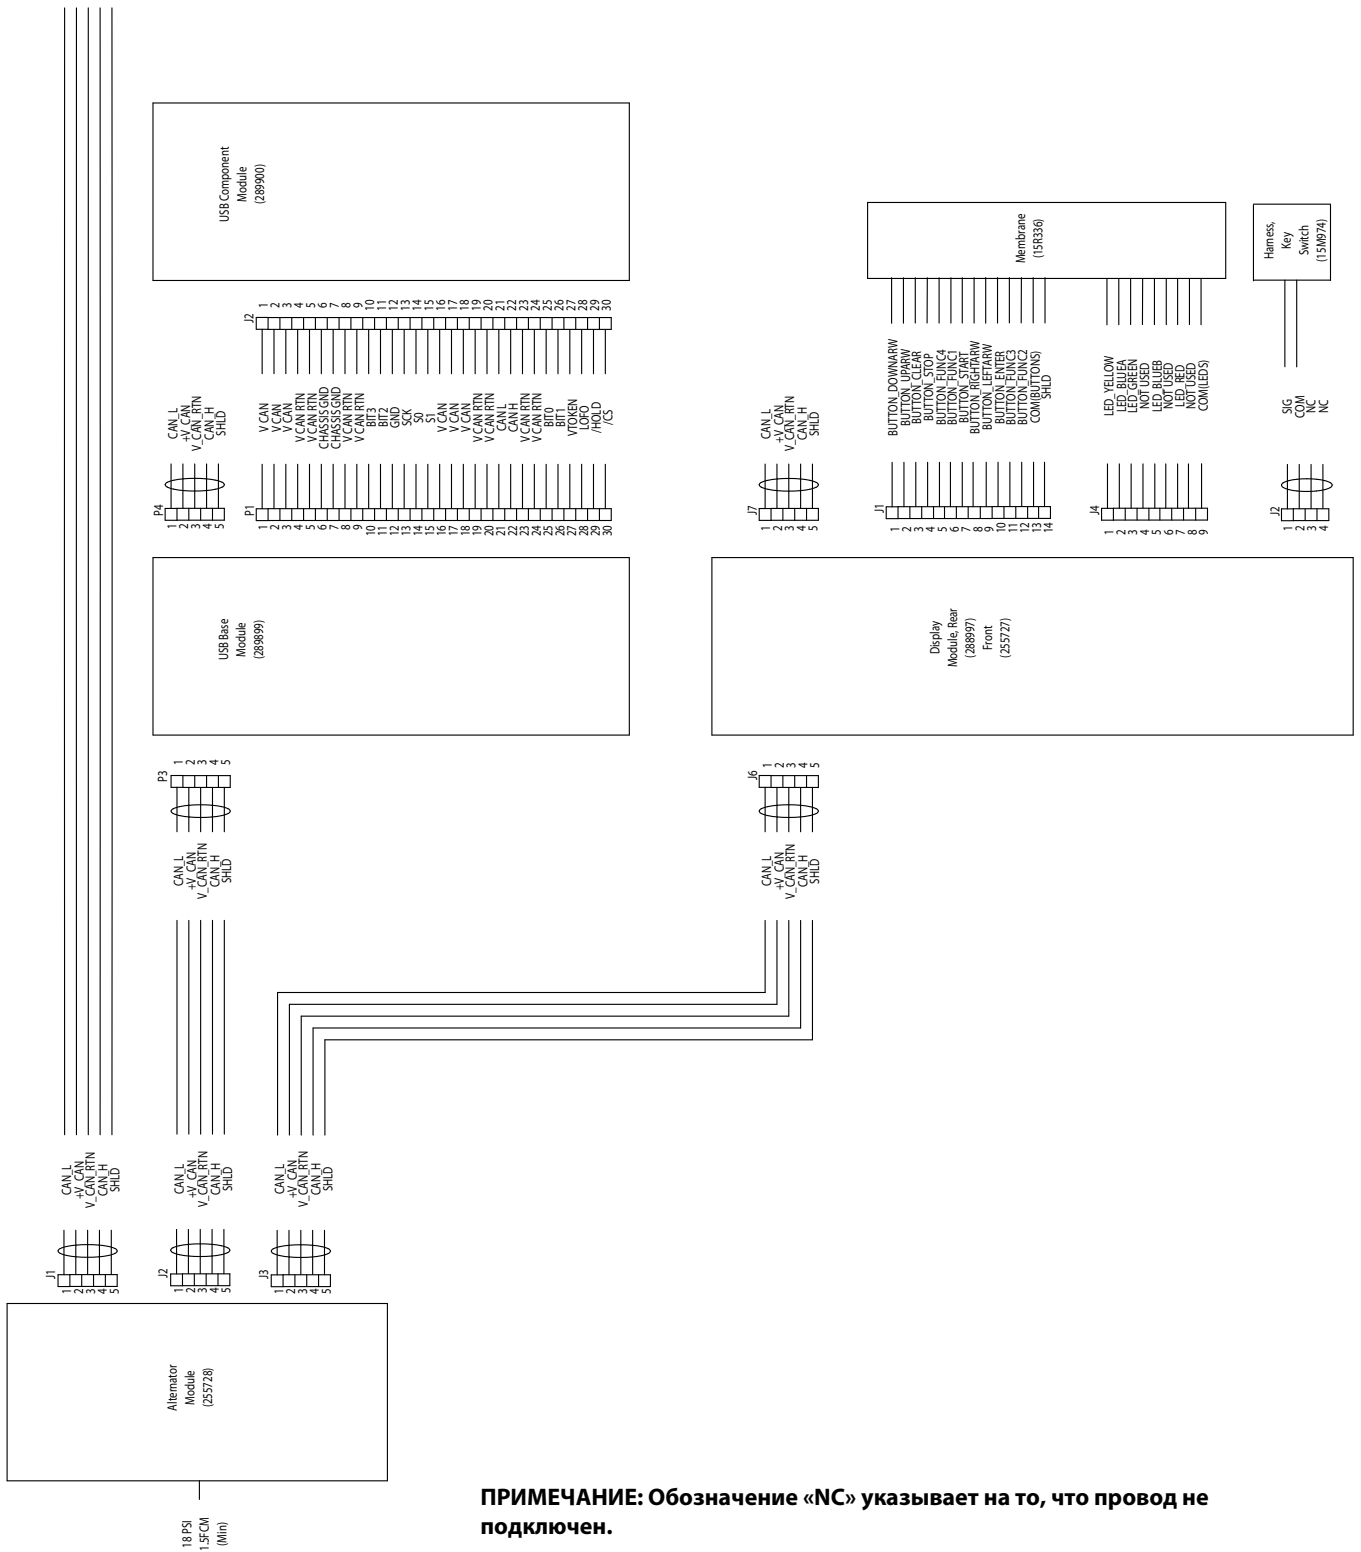 USB Component
Module
(289900)
Membrane
(15R336)
Harness,
Key
Switch
(15M974)
J2
1
2
3
4
5
6
7
8
9
10
11
12
13
14
15
16
17
18
19
20
21
22
23
24
25
26
27
28
29
30
CAN_L
+V_CAN
V_CAN_RTN
CAN_H
SHLD
V CAN
V CAN
V CAN
V CAN RTN
V CAN RTN
CHASSIS GND
CHASSIS GND
V CAN RTN
V CAN RTN
BIT3
BIT2
GND
SCK
S0
S1
V CAN
V CAN
V CAN
V CAN RTN
V CAN RTN
CAN L
CAN H
V CAN RTN
V CAN RTN
BIT0
BIT1
VTOKEN
LOFO
/HOLD
/CS
CAN_L
+V_CAN
V_CAN_RTN
CAN_H
SHLD
BUTTON_DOWNARW
BUTTON_UPARW
BUTTON_CLEAR
BUTTON_STOP
BUTTON_FUNC4
BUTTON_FUNC1
BUTTON_START
BUTTON_RIGHTARW
BUTTON_LEFTARW
BUTTON_ENTER
BUTTON_FUNC3
BUTTON_FUNC2
COM(BUTTONS)
SHLD
LED_YELLOW
LED_BLUEA
LED_GREEN
NOT USED
LED_BLUEB
NOT USED
LED_RED
NOT USED
COM(LEDS)
SIG
COM
NC
NC
P4
1
2
3
4
5
P1
1
2
3
4
5
6
7
8
9
10
11
12
13
14
15
16
17
18
19
20
21
22
23
24
25
26
27
28
29
30
J7
1
2
3
4
5
J1
1
2
3
4
5
6
7
8
9
10
11
12
13
14
J4
1
2
3
4
5
6
7
8
9
J2
1
2
3
4
USB Base
Module
(289899)
Display
Module, Rear
(288997)
Front
(255727)
P3
1
2
3
4
5
CAN_L
+V_CAN
V_CAN_RTN
CAN_H
SHLD
J6
1
2
3
4
5
CAN_L
+V_CAN
V_CAN_RTN
CAN_H
SHLD
CAN_L
+V_CAN
V_CAN_RTN
CAN_H
SHLD
CAN_L
+V_CAN
V_CAN_RTN
CAN_H
SHLD
CAN_L
+V_CAN
V_CAN_RTN
CAN_H
SHLD
J1
1
2
3
4
5
J2
1
2
3
4
5
J3
1
2
3
4
5
Alternator
Module
(255728)
18 PSI
1.5FCM
(Min)
ПРИМЕЧАНИЕ: Обозначение «NC» указывает на то, что провод не
подключен.